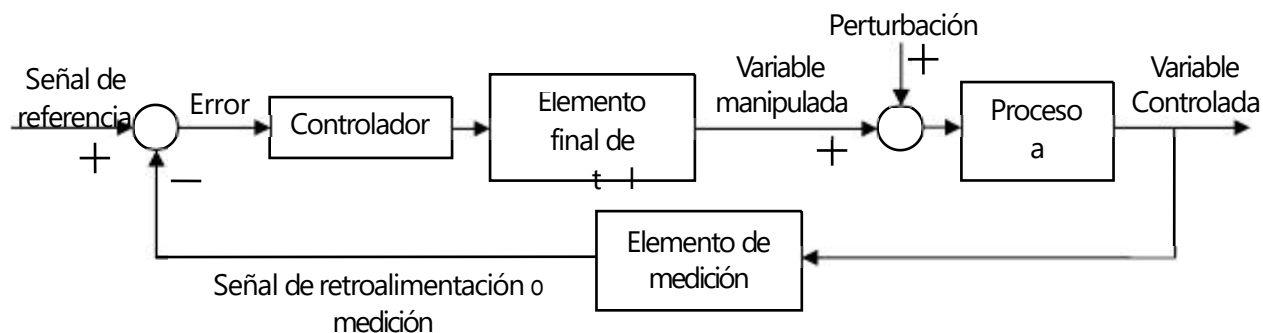 Perturbación
+
Señal de
referencia
+
−
Error
Controlador
Elemento
final de
t l
Variable
manipulada
+
Proceso
a
Variable
Controlada
Elemento de
medición
Señal de retroalimentación o
medición